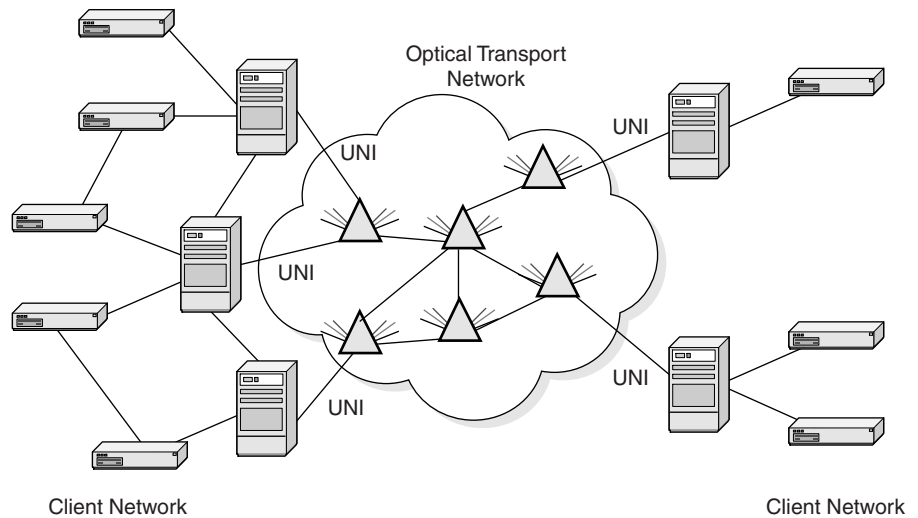 Optical Transport
Network
UNI
UNI
UNI
UNI
UNI
Client Network
Client Network